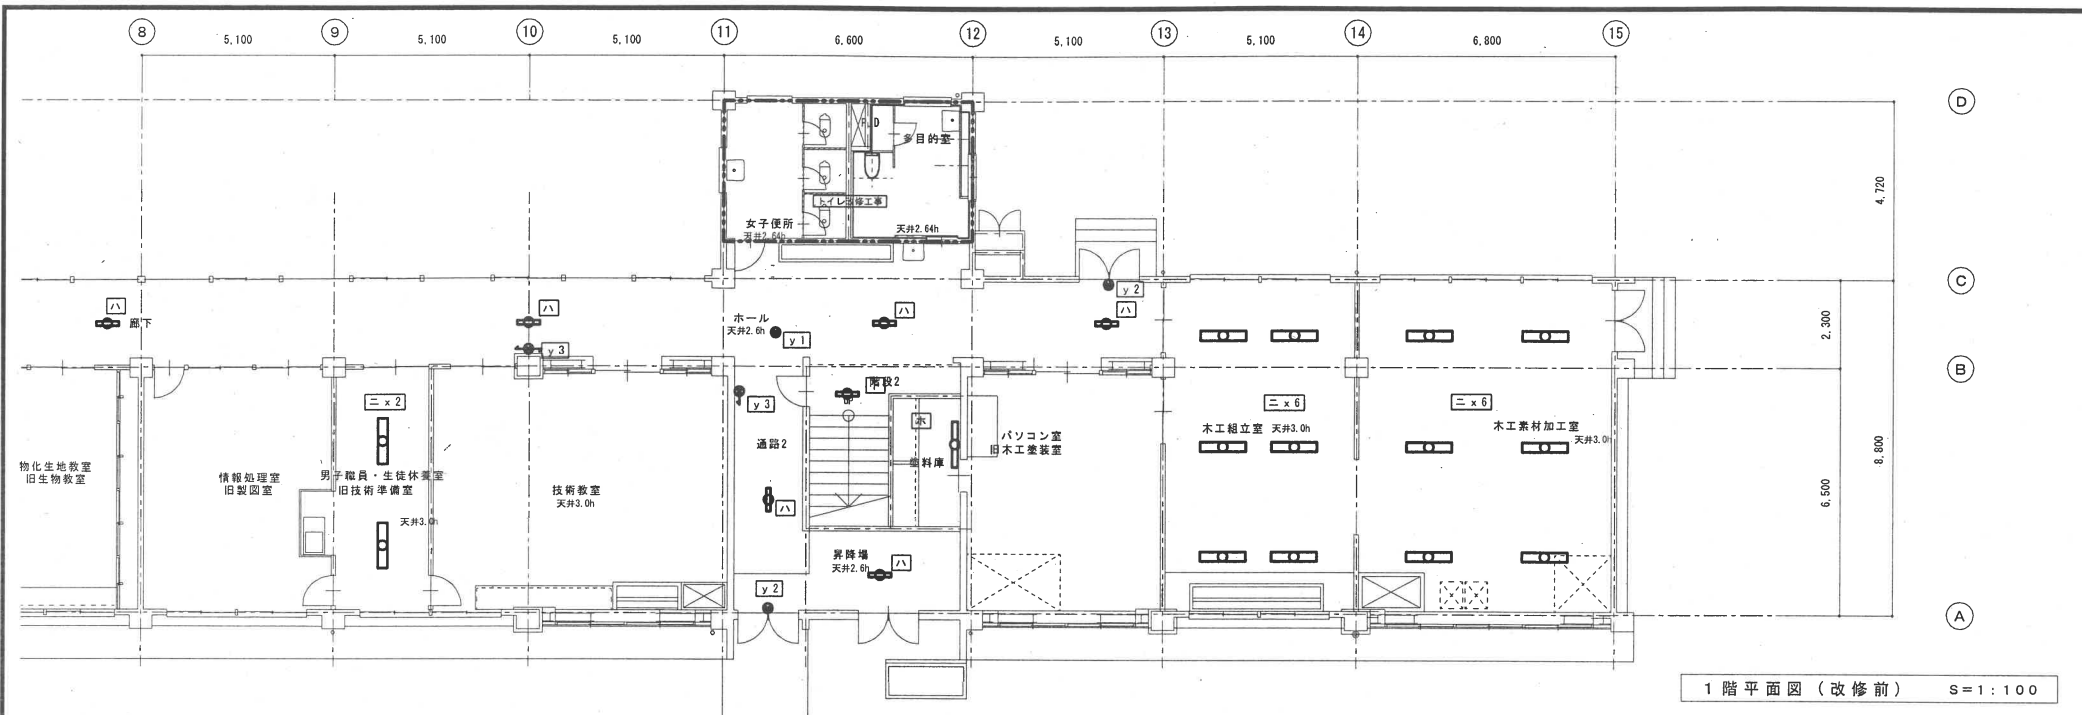 8
9
10
11
12
13
14
15
5,100
5,100
5,100
6,600
5,100
5,100
6,800
D
P
D
多目的室
トイレ改修工事
女子便所
天井2.64h
天井2.64h
4,720
C
ハ
廊下
ハ
y3
ホール
天井2.6h
y1
ハ
y2
ハ
2,300
B
ニx2
y3
階段2
UP
ホ
ニx6
ニx6
通路2
塗料庫
パソコン室
旧木工塗装室
木工組立室 天井3.0h
木工素材加工室
天井3.0h
物化生地教室
旧生物教室
情報処理室
旧製図室
男子職員・生徒休養室
旧技術準備室
天井3.0h
技術教室
天井3.0h
ハ
昇降場
天井2.6h
ハ
y2
6,500
8,800
A
1階平面図(改修前) S=1:100